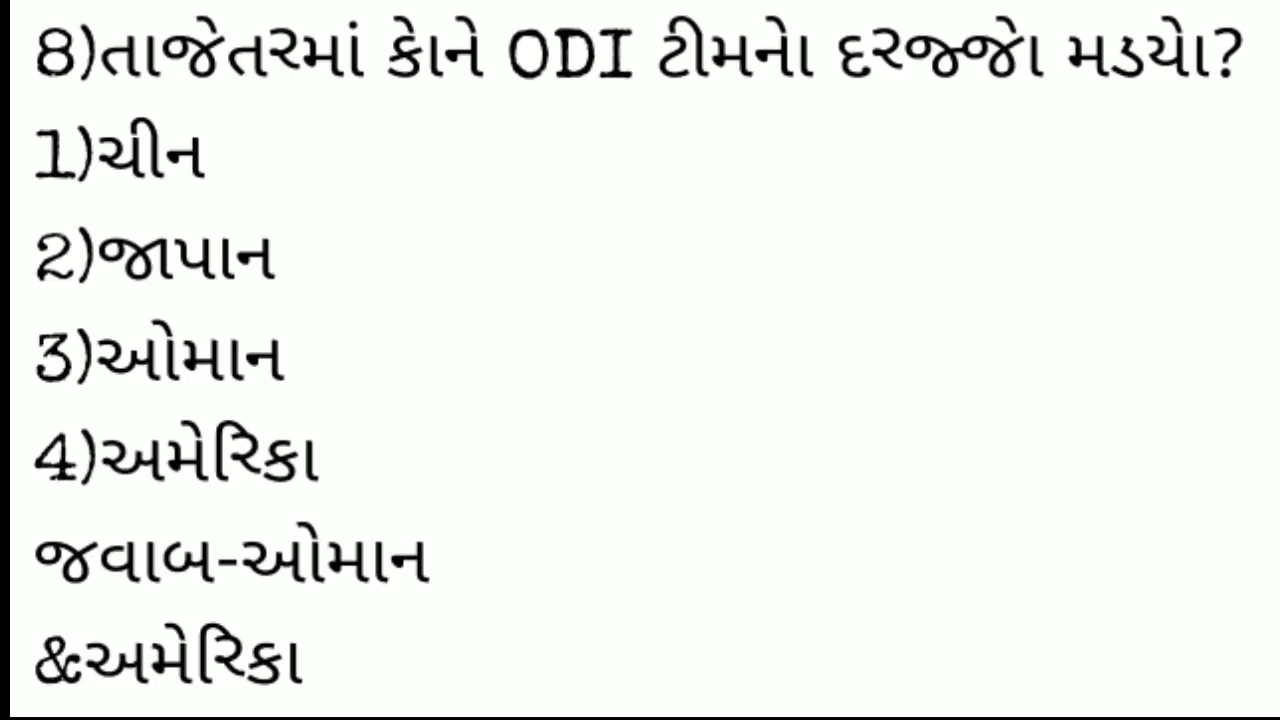 8)તાજેતરમાં કોને ODI ટીમનો દરજ્જો મડયો?
1)ચીન
2)જાપાન
3)ઓમાન
4)અમેરિકા
જવાબ-ઓમાન
&અમેરિકા